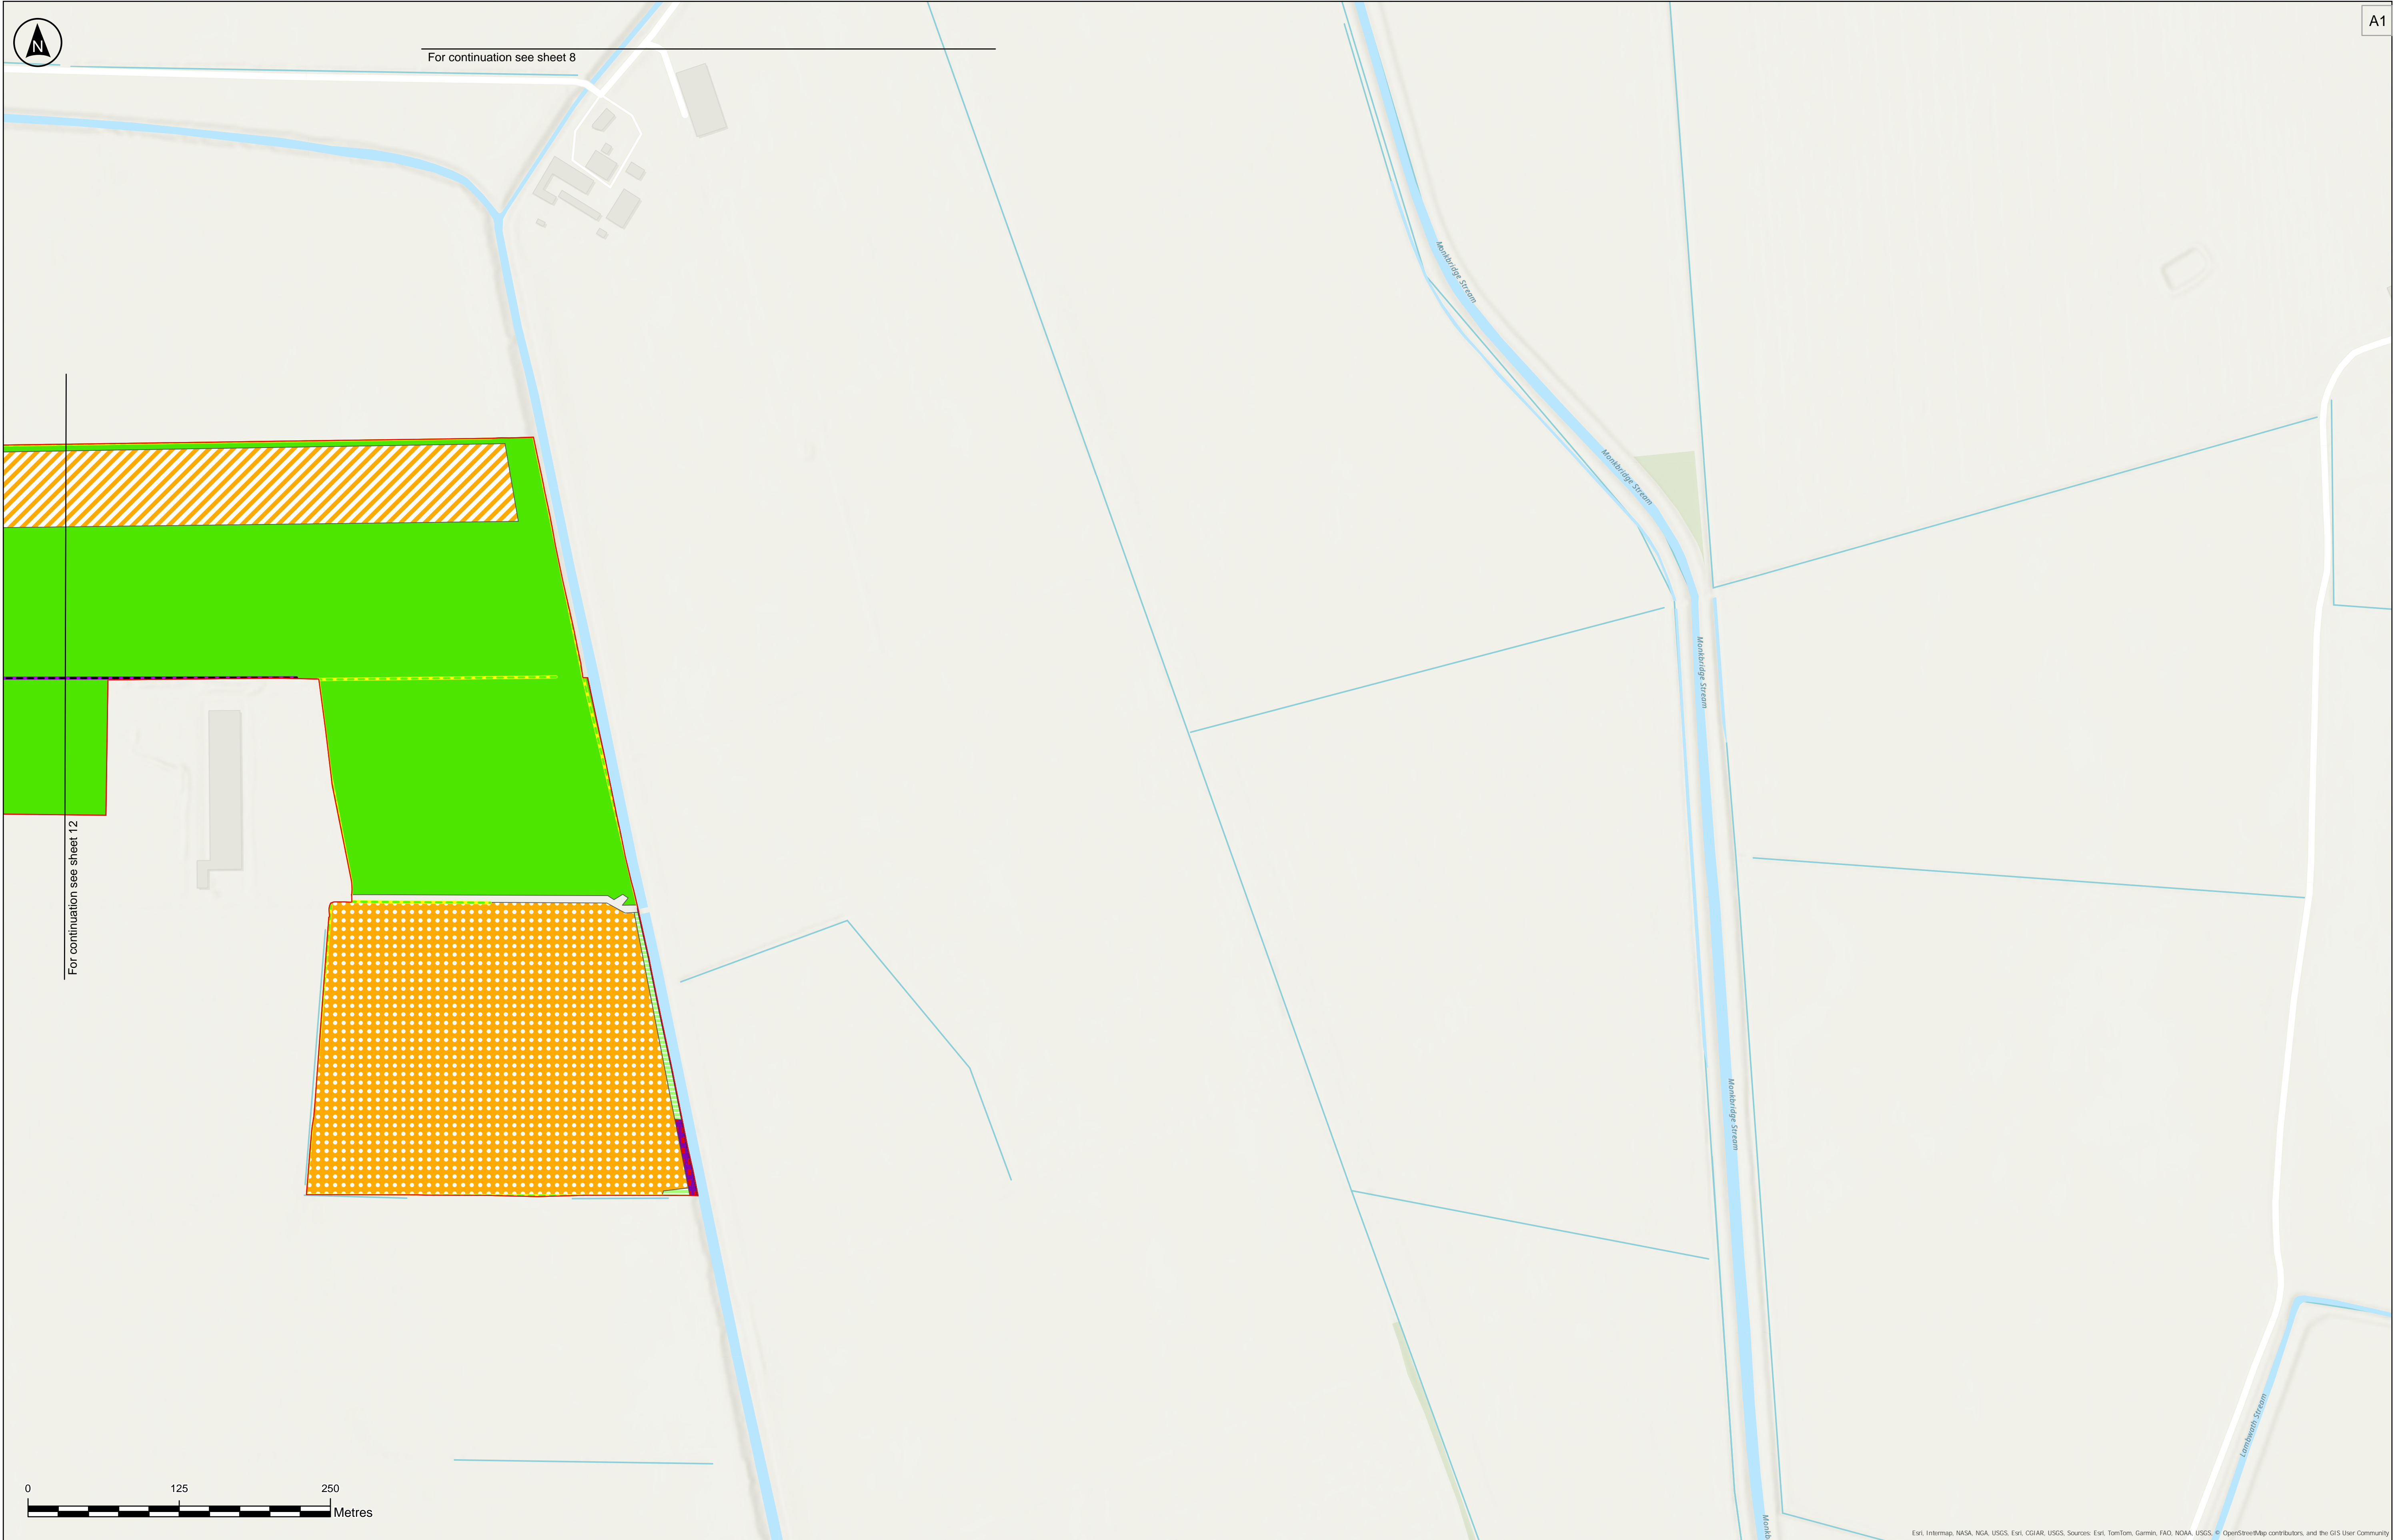 A1
N
For continuation see sheet 8
Monkbridge Stream
Monkbridge Stream
Monkbridge Stream
For continuation see sheet 12
Monkbridge Stream
Lambwath Stream
0 125 250
Metres
Monkb
Esri, Intermap, NASA, NGA, USGS, Esri, CGIAR, USGS, Sources: Esri, TomTom, Garmin, FAO, NOAA, USGS, © OpenStreetMap contributors, and the GIS User Community